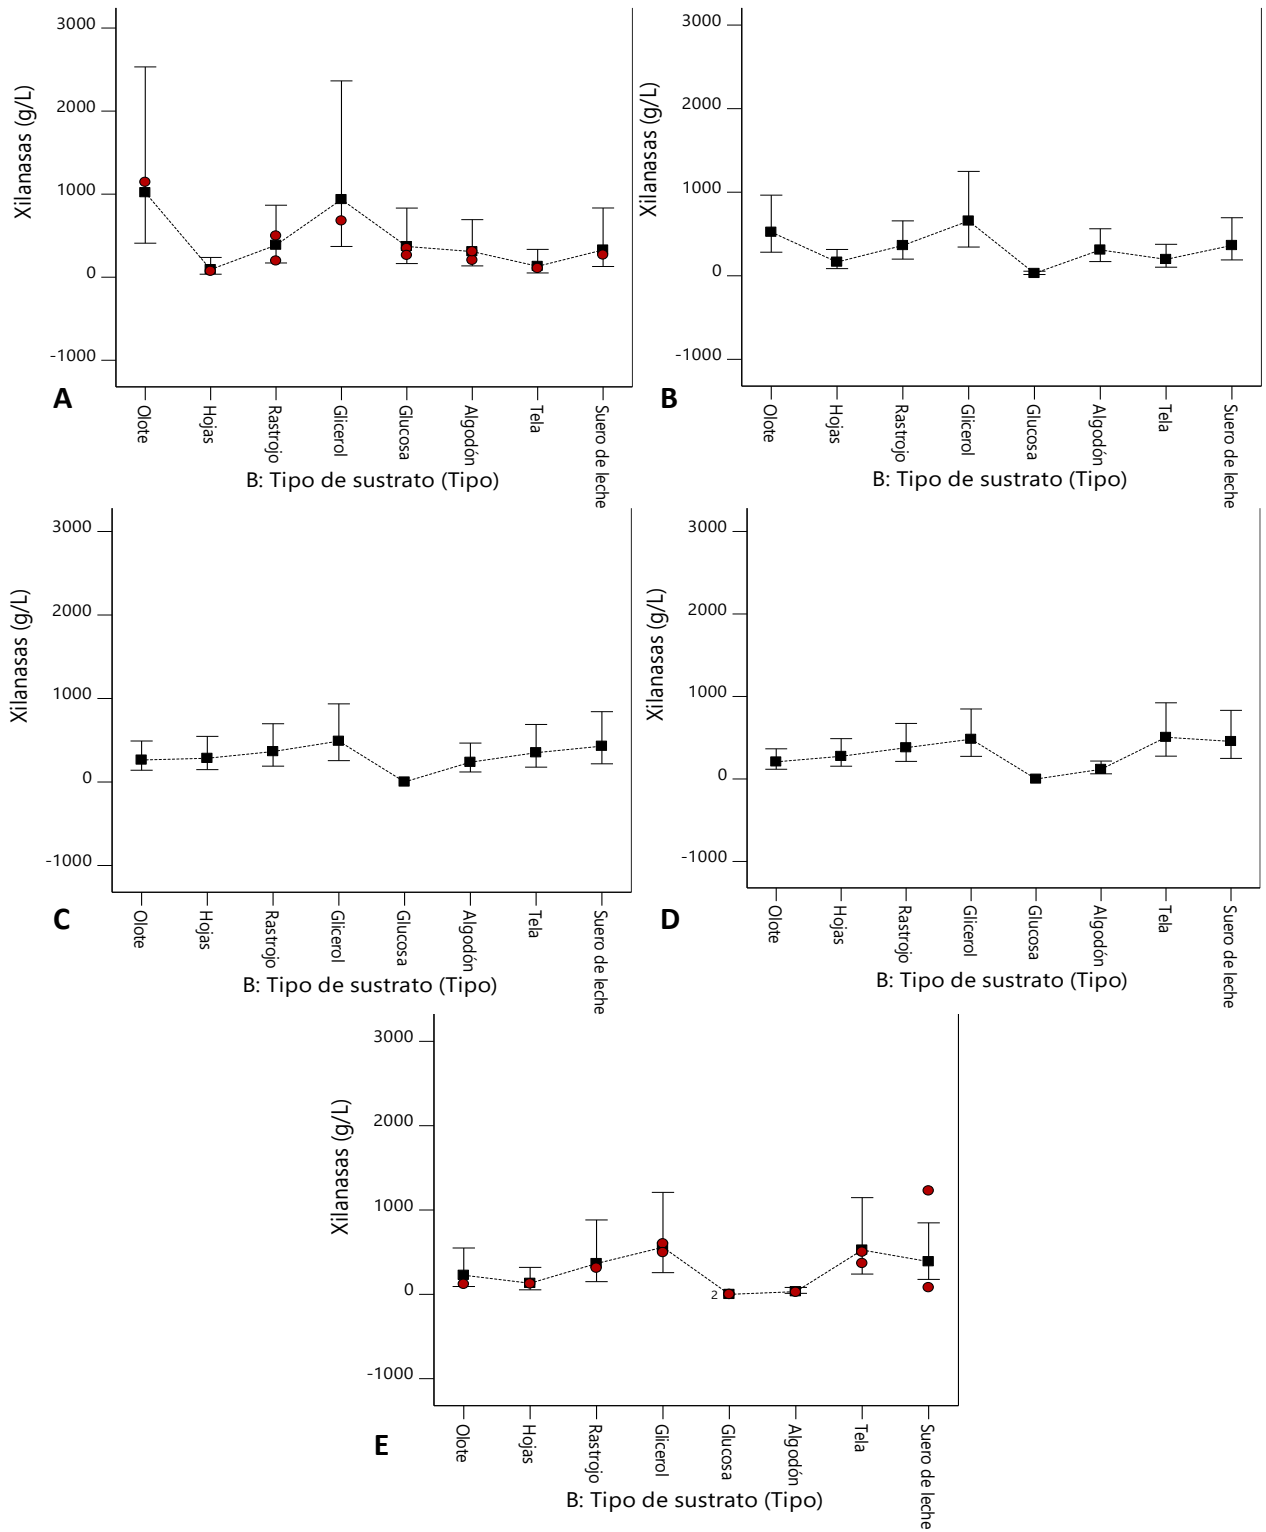 3000
2000
1000
0
-1000
Xilanasas (g/L)
Olote
Hojas
Rastrojo
Glicerol
Glucosa
Algodón
Tela
Suero de leche
B: Tipo de sustrato (Tipo)
A
3000
2000
1000
0
-1000
Xilanasas (g/L)
Olote
Hojas
Rastrojo
Glicerol
Glucosa
Algodón
Tela
Suero de leche
B: Tipo de sustrato (Tipo)
B
3000
2000
1000
0
-1000
Xilanasas (g/L)
Olote
Hojas
Rastrojo
Glicerol
Glucosa
Algodón
Tela
Suero de leche
B: Tipo de sustrato (Tipo)
C
3000
2000
1000
0
-1000
Xilanasas (g/L)
Olote
Hojas
Rastrojo
Glicerol
Glucosa
Algodón
Tela
Suero de leche
B: Tipo de sustrato (Tipo)
D
3000
2000
1000
0
-1000
Xilanasas (g/L)
2
Olote
Hojas
Rastrojo
Glicerol
Glucosa
Algodón
Tela
Suero de leche
B: Tipo de sustrato (Tipo)
E